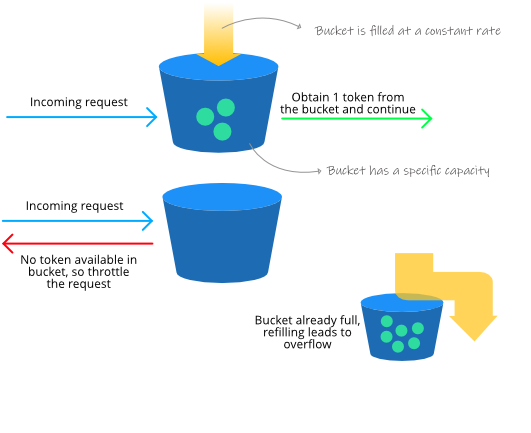 Bucket is filled at a constant rate
Incoming request
Obtain 1 token from
the bucket and continue
Bucket has a specific capacity
Incoming request
No token available in
bucket, so throttle
the request
Bucket already full,
refilling leads to
overflow